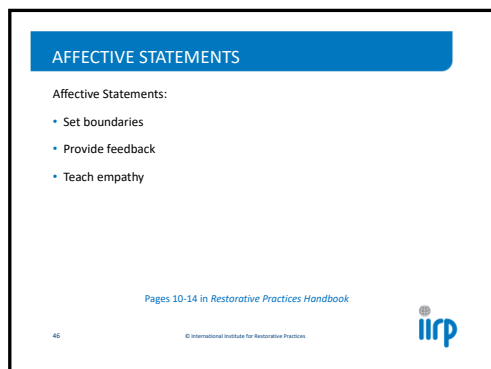 AFFECTIVE STATEMENTS
Affective Statements:
• Set boundaries
• Provide feedback
• Teach empathy
Pages 10-14 in Restorative Practices Handbook
46
© International Institute for Restorative Practices
iirp